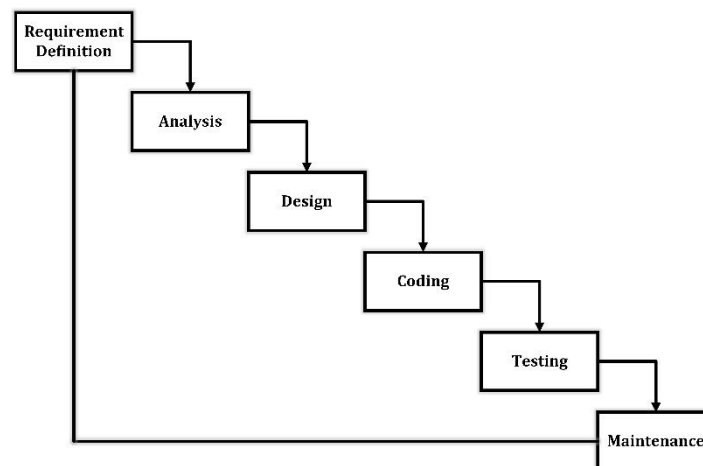 Requirement
Definition
Analysis
Design
Coding
Testing
Maintenance